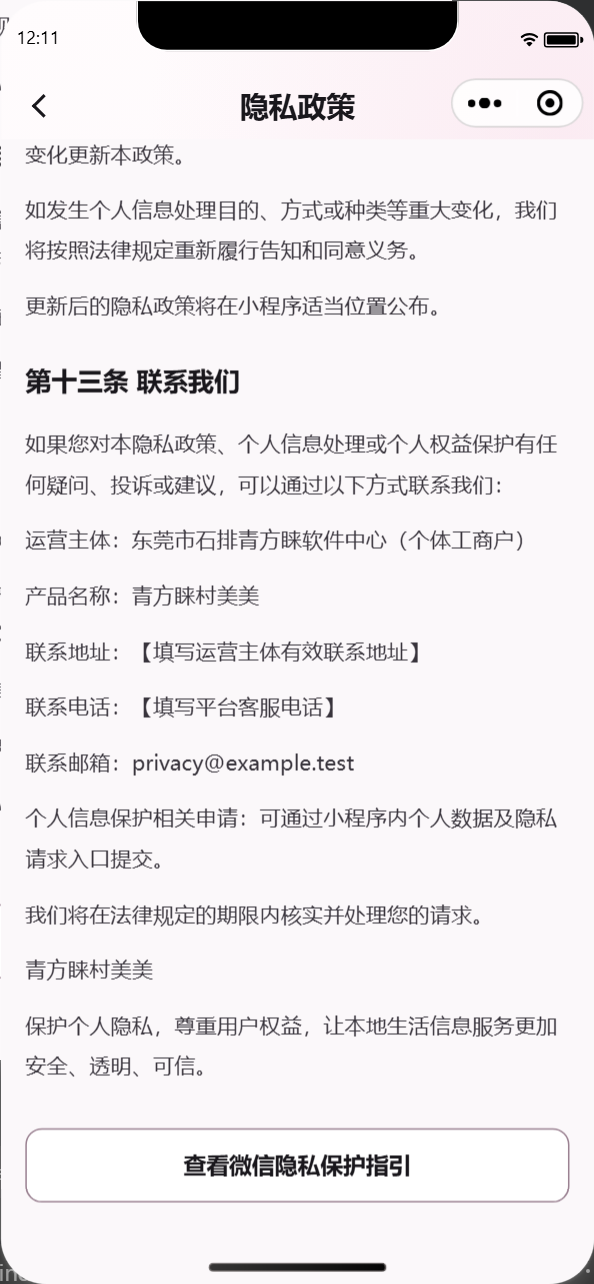 12:11
隐私政策
变化更新本政策。
如发生个人信息处理目的、方式或种类等重大变化，我们
将按照法律规定重新履行告知和同意义务。
更新后的隐私政策将在小程序适当位置公布。
第十三条 联系我们
如果您对本隐私政策、个人信息处理或个人权益保护有任
何疑问、投诉或建议，可以通过以下方式联系我们：
运营主体：东莞市石排青方睐软件中心（个体工商户）
产品名称：青方睐村美美
联系地址：【填写运营主体有效联系地址】
联系电话：【填写平台客服电话】
联系邮箱：privacy@example.test
个人信息保护相关申请：可通过小程序内个人数据及隐私
请求入口提交。
我们将在法律规定的期限内核实并处理您的请求。
青方睐村美美
保护个人隐私，尊重用户权益，让本地生活信息服务更加
安全、透明、可信。
查看微信隐私保护指引